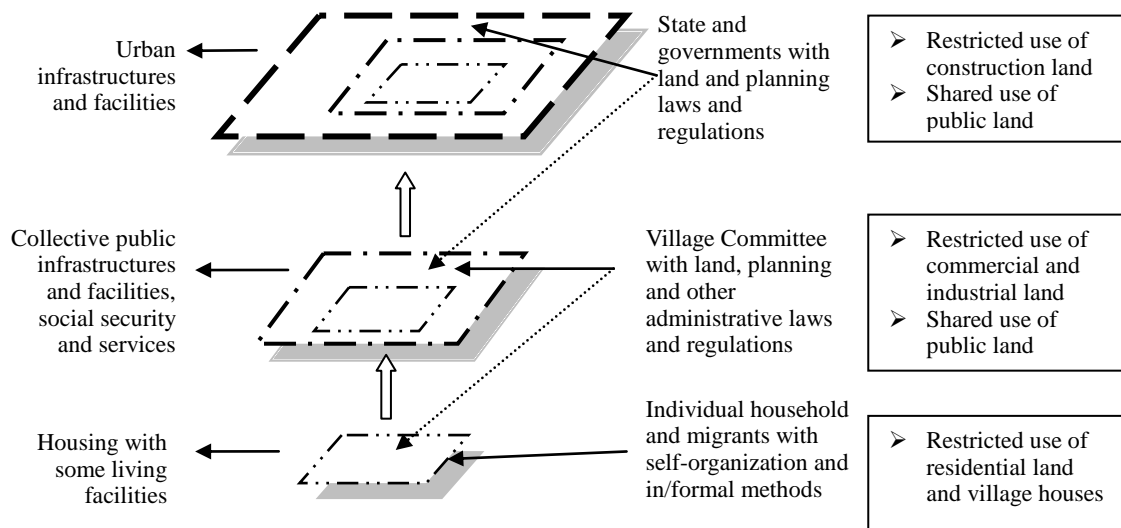 Urban
infrastructures
and facilities
State and
governments with
land and planning
laws and
regulations
➢ Restricted use of
construction land
➢ Shared use of
public land
Collective public
infrastructures
and facilities,
social security
and services
Village Committee
with land, planning
and other
administrative laws
and regulations
➢ Restricted use of
commercial and
industrial land
➢ Shared use of
public land
Housing with
some living
facilities
Individual household
and migrants with
self-organization and
in/formal methods
➢ Restricted use of
residential land
and village houses